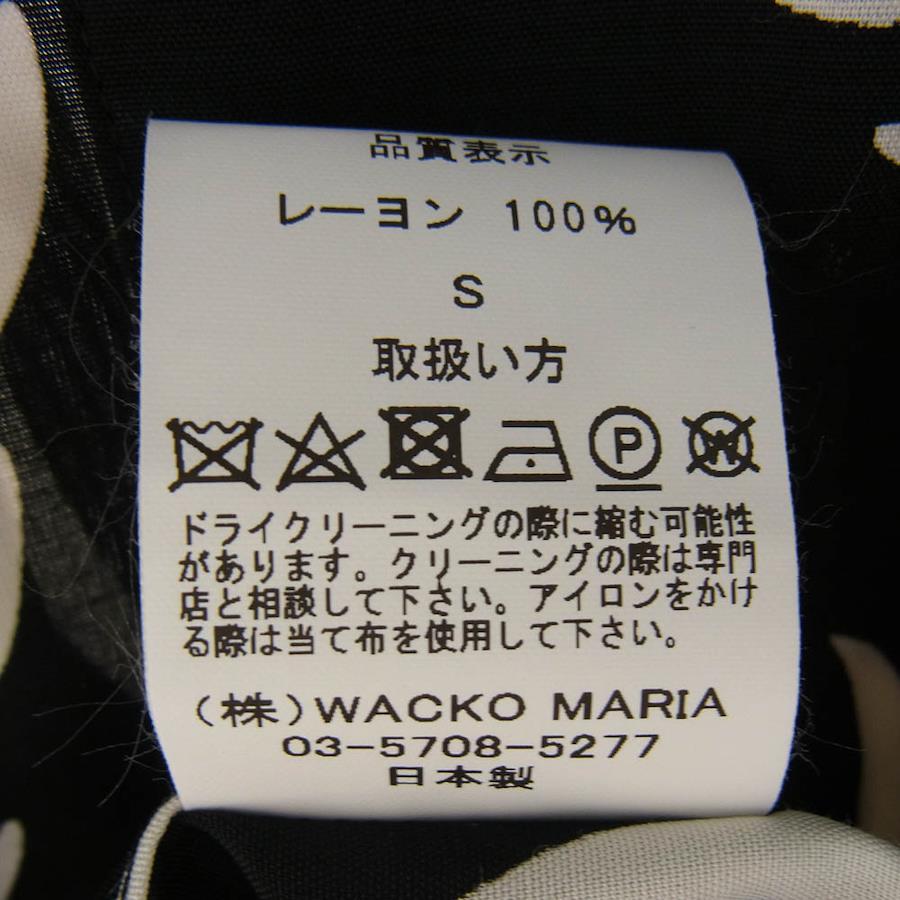 品質表示
レーヨン 100%
S
取扱い方
P W
ドライクリーニングの際に縮む可能性
があります。クリーニングの際は専門
店と相談して下さい。アイロンをかけ
る際は当て布を使用して下さい。
(株)WACKO MARIA
03-5708-5277
日本製